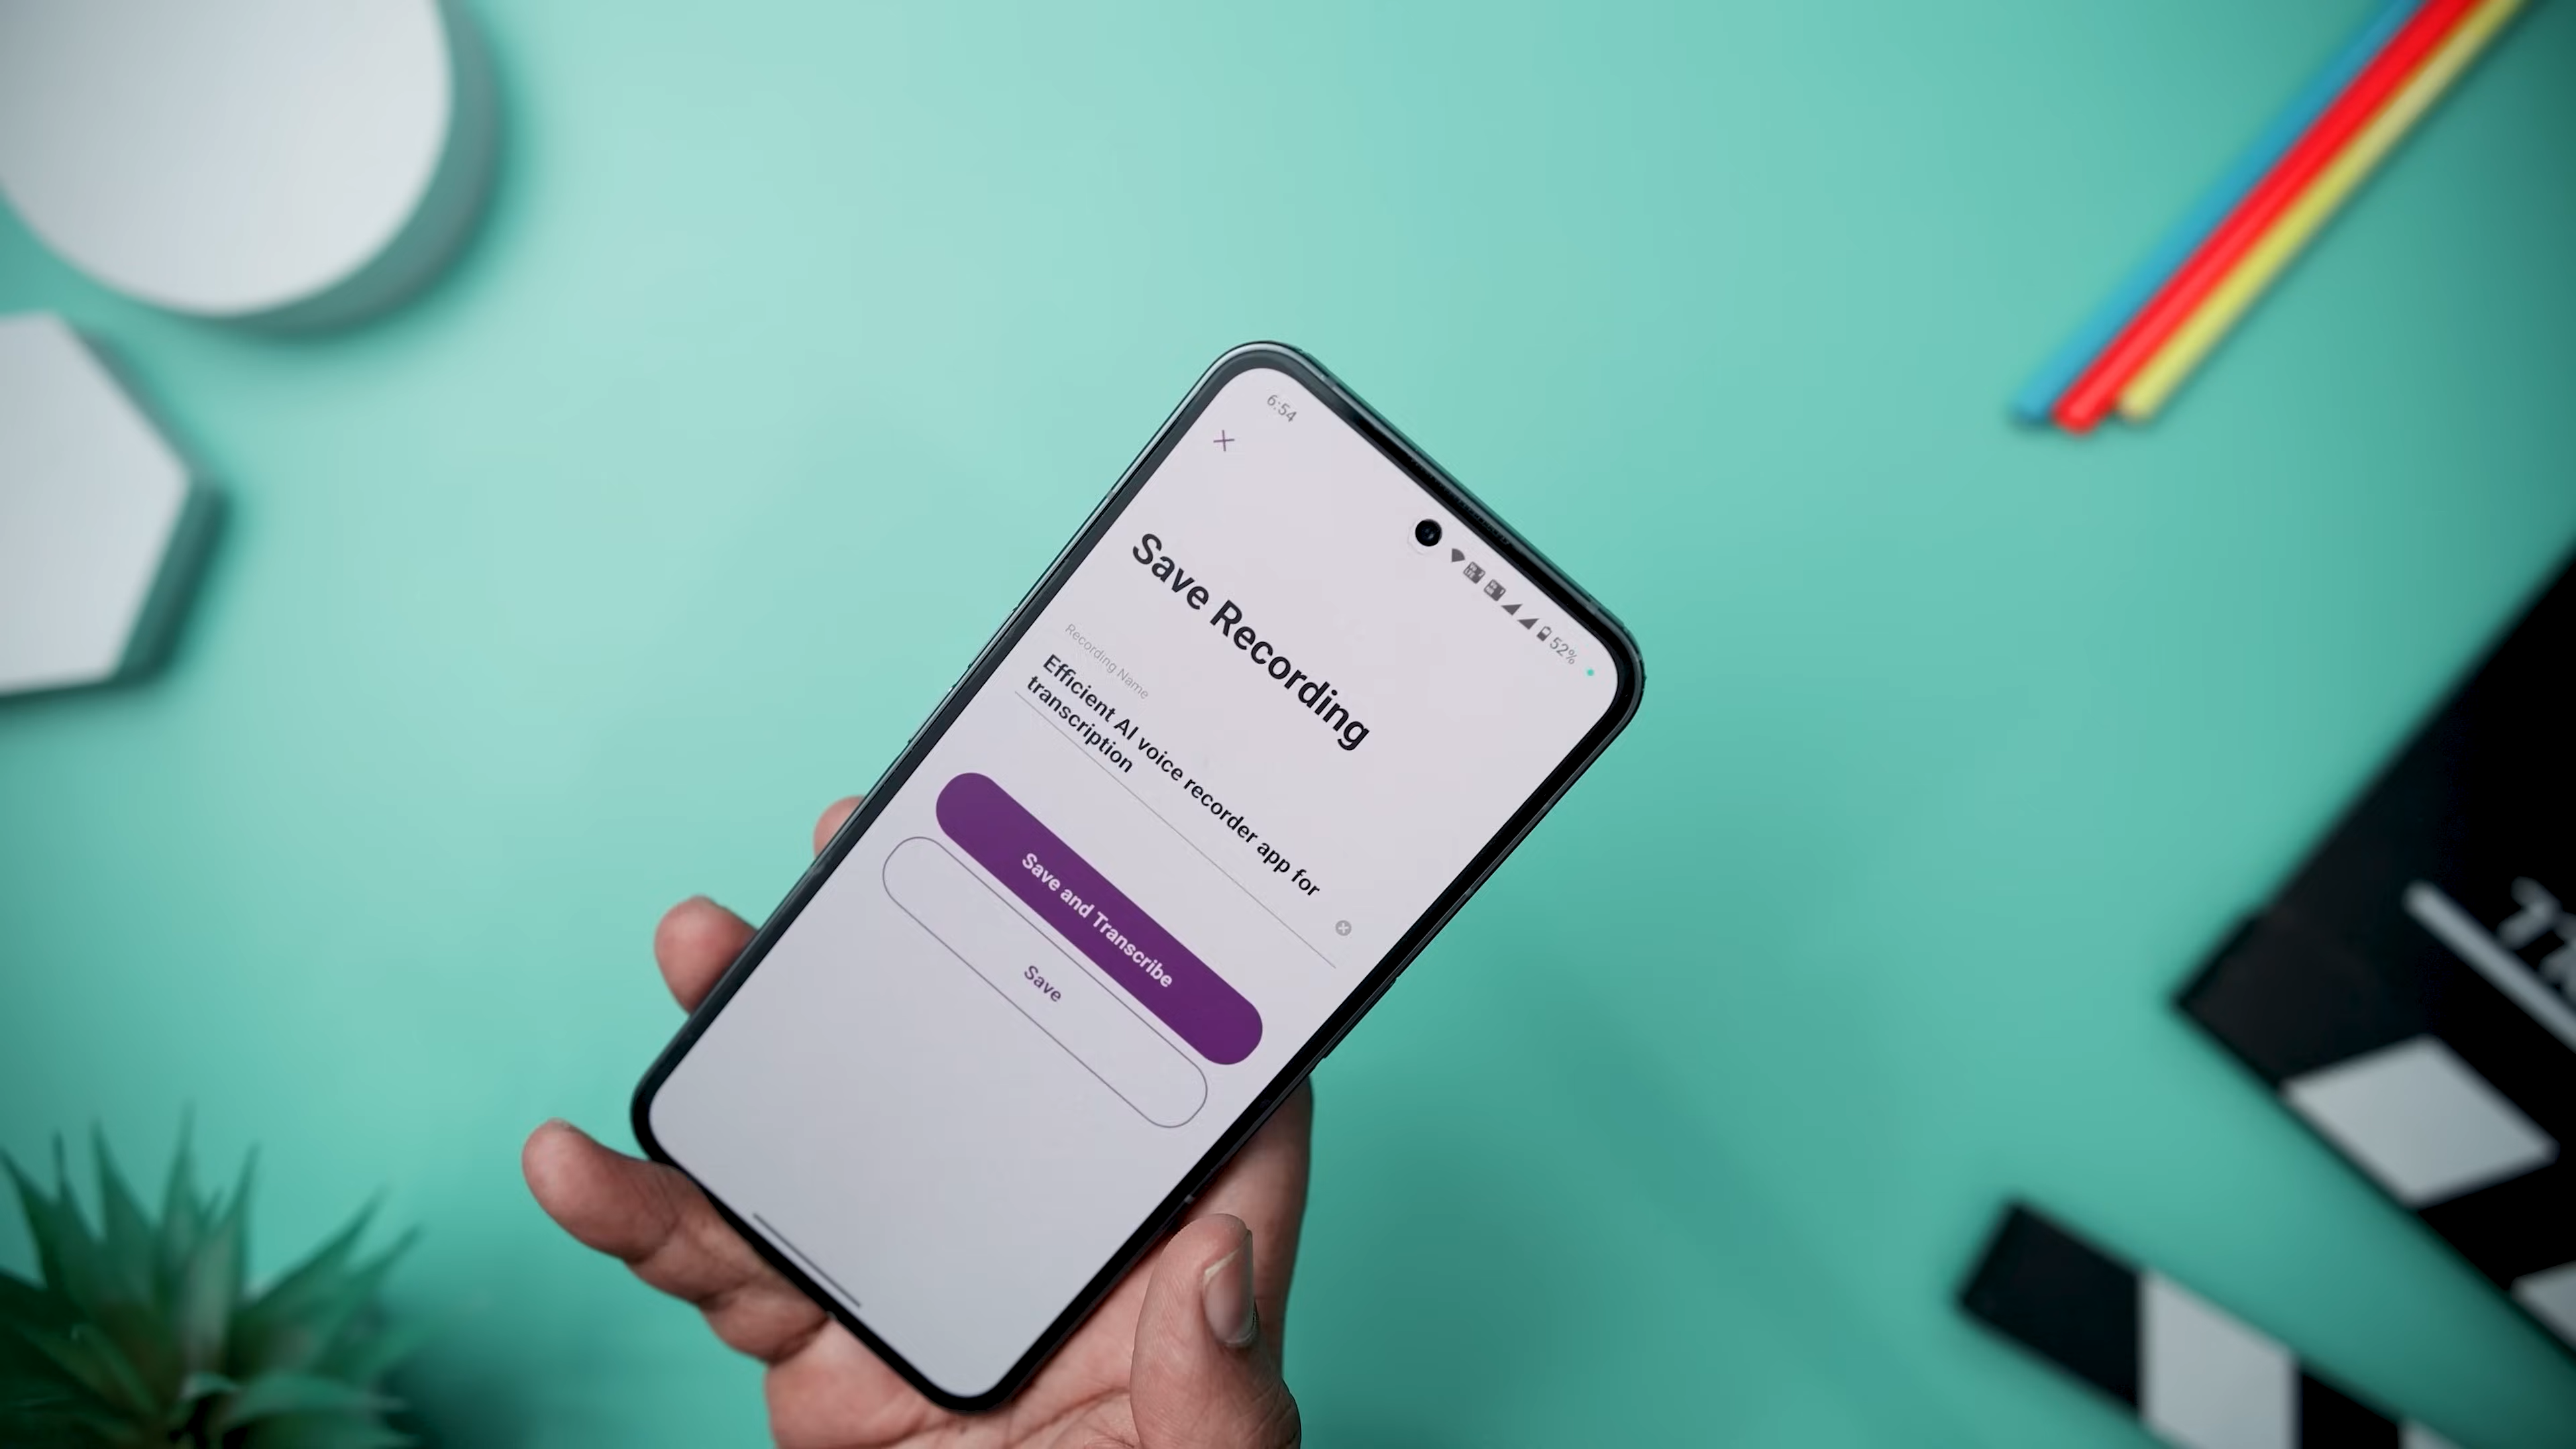 6:54
52%
Save Recording
Recording Name
Efficient AI voice recorder app for
transcription
Save and Transcribe
Save